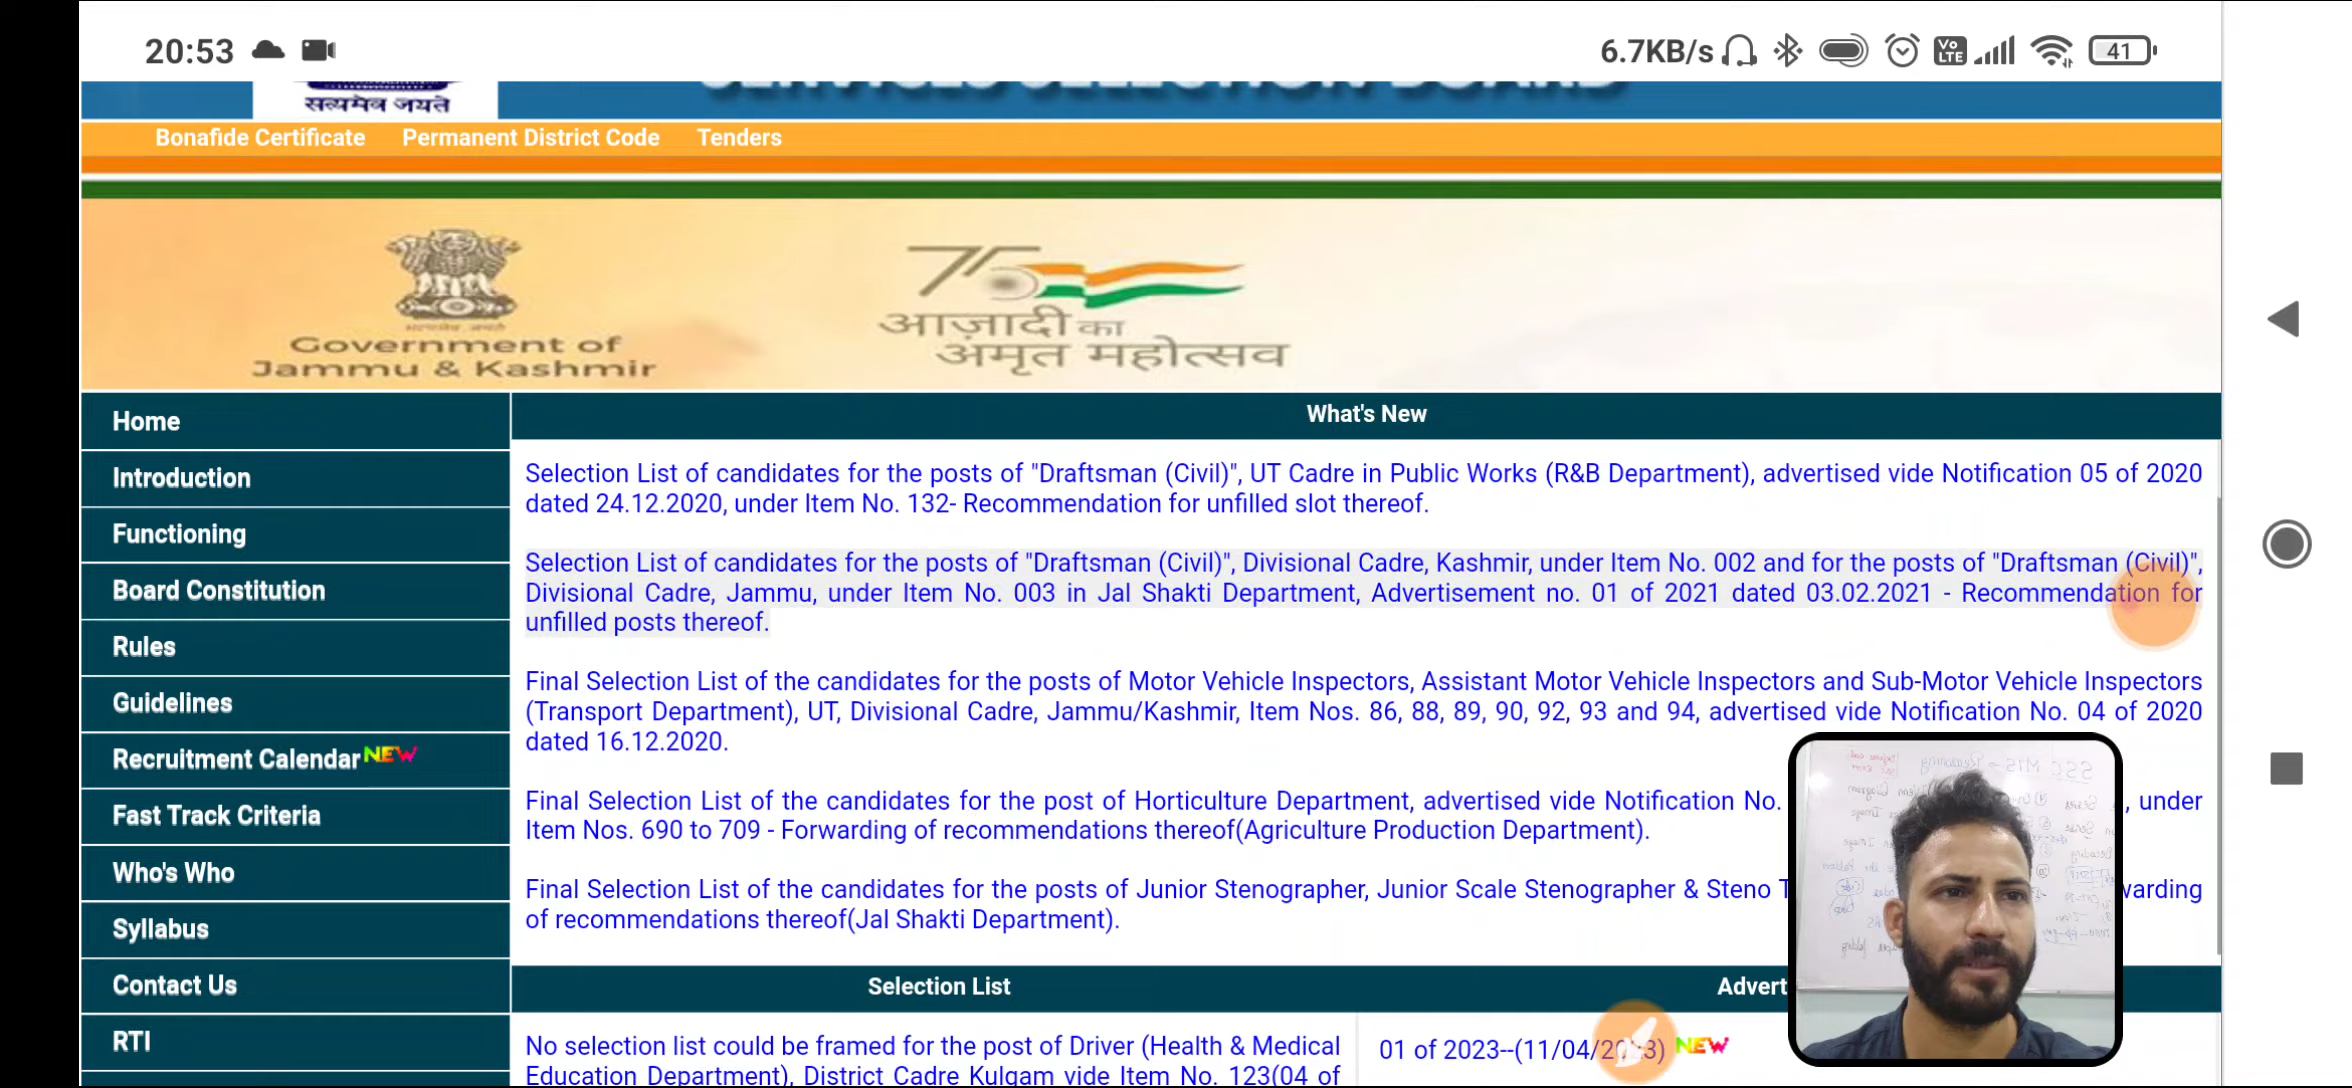 20:53
6.7KB/s
Vo LTE
41
सत्यमेव जयते
SERVICES SELECTION BOARD
Bonafide Certificate Permanent District Code Tenders
75
आज़ादी का
अमृत महोत्सव
Government of
Jammu & Kashmir
Home
Introduction
Functioning
Board Constitution
Rules
Guidelines
Recruitment Calendar NEW
Fast Track Criteria
Who's Who
Syllabus
Contact Us
RTI
What's New
Selection List of candidates for the posts of "Draftsman (Civil)", UT Cadre in Public Works (R&B Department), advertised vide Notification 05 of 2020
dated 24.12.2020, under Item No. 132- Recommendation for unfilled slot thereof.
Selection List of candidates for the posts of "Draftsman (Civil)", Divisional Cadre, Kashmir, under Item No. 002 and for the posts of "Draftsman (Civil)",
Divisional Cadre, Jammu, under Item No. 003 in Jal Shakti Department, Advertisement no. 01 of 2021 dated 03.02.2021 - Recommendation for
unfilled posts thereof.
Final Selection List of the candidates for the posts of Motor Vehicle Inspectors, Assistant Motor Vehicle Inspectors and Sub-Motor Vehicle Inspectors
(Transport Department), UT, Divisional Cadre, Jammu/Kashmir, Item Nos. 86, 88, 89, 90, 92, 93 and 94, advertised vide Notification No. 04 of 2020
dated 16.12.2020.
Final Selection List of the candidates for the post of Horticulture Department, advertised vide Notification No. , under
Item Nos. 690 to 709 - Forwarding of recommendations thereof(Agriculture Production Department).
Final Selection List of the candidates for the posts of Junior Stenographer, Junior Scale Stenographer & Steno T warding
of recommendations thereof(Jal Shakti Department).
Selection List
Advert
No selection list could be framed for the post of Driver (Health & Medical
Education Department), District Cadre Kulgam vide Item No. 123(04 of
01 of 2023--(11/04/2023) NEW
SSC MTS - Reasoning